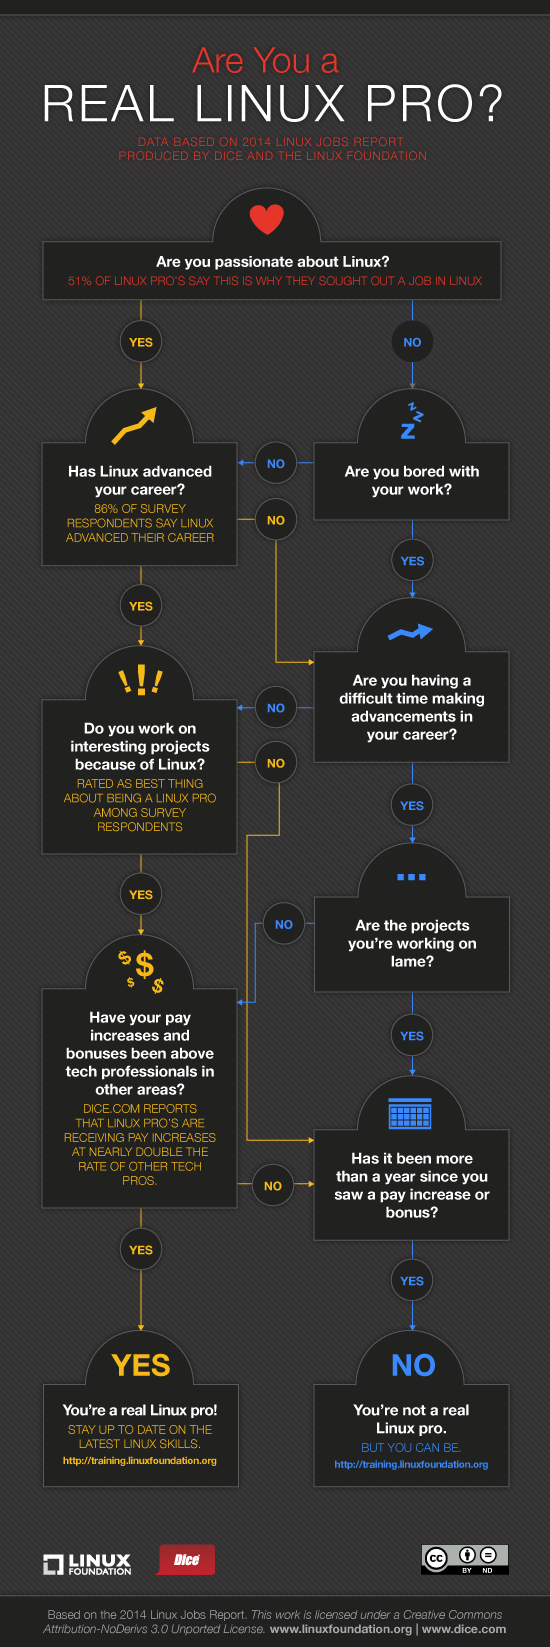 Are You a
REAL LINUX PRO?
DATA BASED ON 2014 LINUX JOBS REPORT
PRODUCED BY DICE AND THE LINUX FOUNDATION
Are you passionate about Linux?
51% OF LINUX PRO'S SAY THIS IS WHY THEY SOUGHT OUT A JOB IN LINUX
YES
NO
z
z
z
Has Linux advanced
your career?
86% OF SURVEY
RESPONDENTS SAY LINUX
ADVANCED THEIR CAREER
NO
NO
Are you bored with
your work?
YES
YES
!!!
Do you work on
interesting projects
because of Linux?
RATED AS BEST THING
ABOUT BEING A LINUX PRO
AMONG SURVEY
RESPONDENTS
NO
NO
Are you having a
difficult time making
advancements in
your career?
YES
YES
...
NO
Are the projects
you're working on
lame?
$$$$
Have your pay
increases and
bonuses been above
tech professionals in
other areas?
DICE.COM REPORTS
THAT LINUX PRO'S ARE
RECEIVING PAY INCREASES
AT NEARLY DOUBLE THE
RATE OF OTHER TECH
PROS.
YES
NO
Has it been more
than a year since you
saw a pay increase or
bonus?
YES
YES
YES
You're a real Linux pro!
STAY UP TO DATE ON THE
LATEST LINUX SKILLS.
http://training.linuxfoundation.org
NO
You're not a real
Linux pro.
BUT YOU CAN BE.
http://training.linuxfoundation.org
LINUX
FOUNDATION
Dice
cc
BY ND
Based on the 2014 Linux Jobs Report. This work is licensed under a Creative Commons
Attribution-NoDerivs 3.0 Unported License. www.linuxfoundation.org | www.dice.com